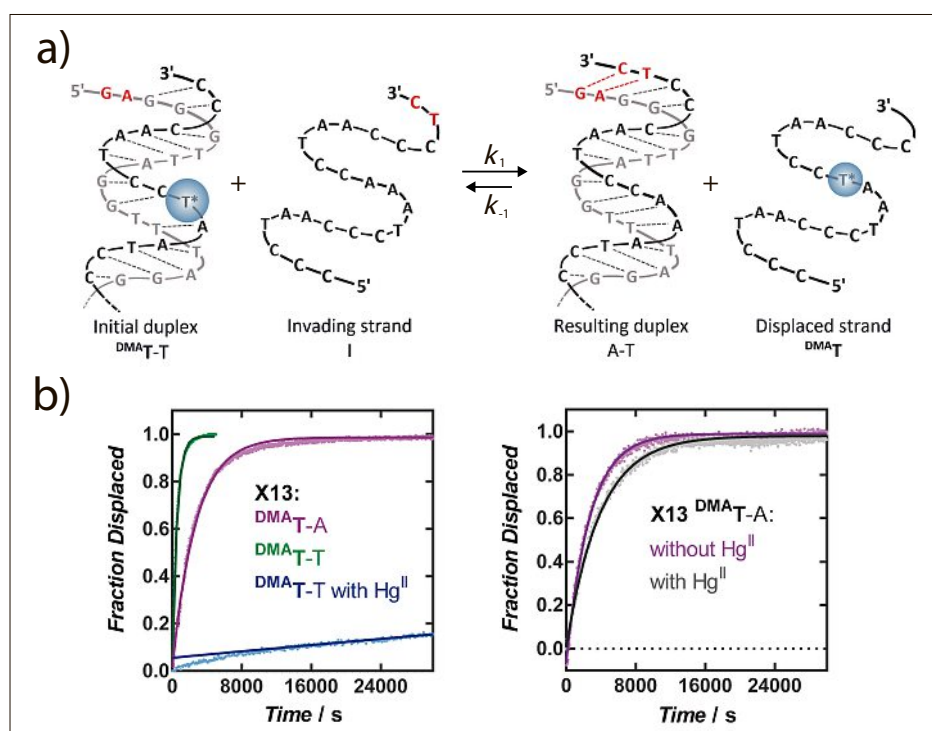 a)
3' C
5' G A G G C
A A C G
T A T T
G C C T*
G T T A
C T A T
C G G A
Initial duplex
DMAT-T
+
3' C T
T A A C C C
C C A A A
T A A C C C T
C C C C 5'
Invading strand
I
k1
k-1
3' C T C
5' G A G G C
A A C G
T A T T
G C C A
G T T A
C T A T
C G G A
Resulting duplex
A-T
+
3'
T A A C C C
C C T* A A
T A A C C C T
C C C C 5'
Displaced strand
DMAT
b)
Fraction Displaced
1.0
0.8
0.6
0.4
0.2
0.0
X13:
DMAT-A
DMAT-T
DMAT-T with HgII
0 8000 16000 24000
Time / s
Fraction Displaced
1.0
0.8
0.6
0.4
0.2
0.0
X13 DMAT-A:
without HgII
with HgII
0 8000 16000 24000
Time / s